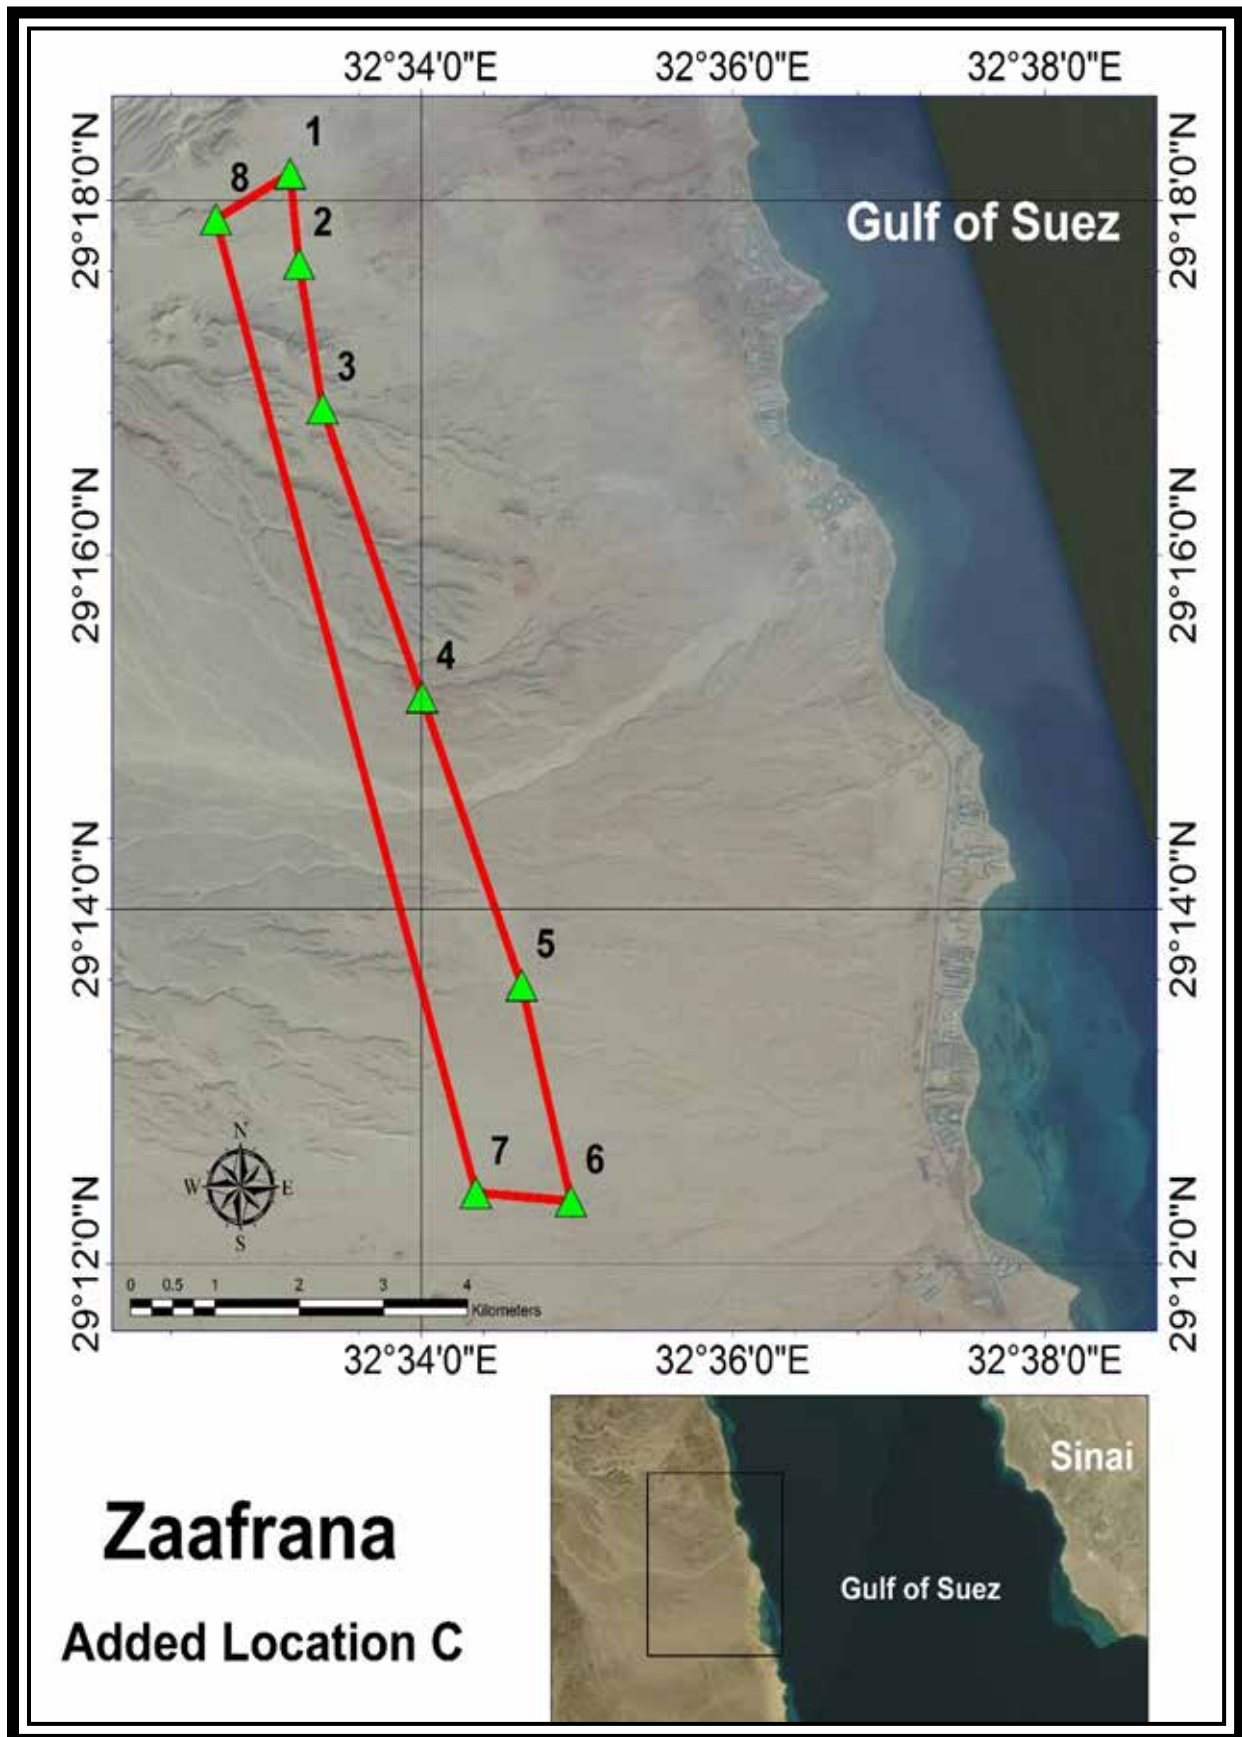 32°34'0"E 32°36'0"E 32°38'0"E
29°18'0"N
29°18'0"N
1
8
2
Gulf of Suez
3
29°16'0"N
29°16'0"N
4
29°14'0"N
29°14'0"N
5
7
6
N
W E
S
29°12'0"N
29°12'0"N
0 0.5 1 2 3 4
Kilometers
32°34'0"E 32°36'0"E 32°38'0"E
Sinai
Gulf of Suez
Zaafrana
Added Location C